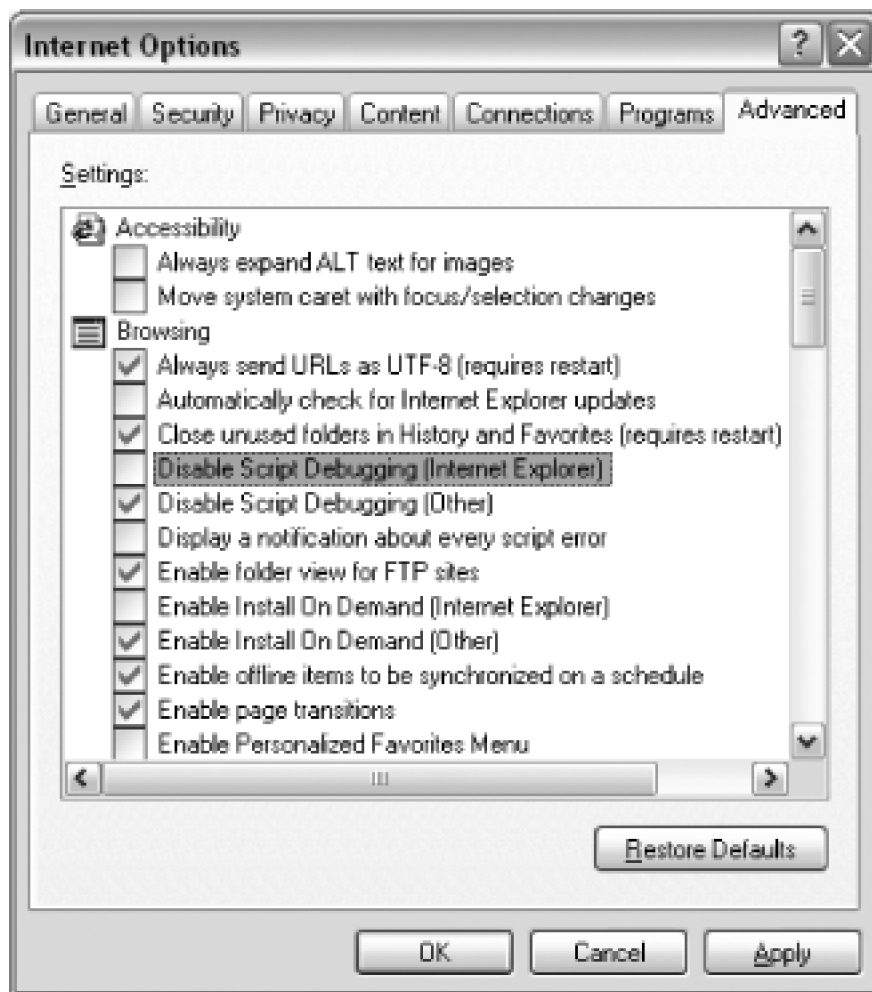 Internet Options
General Security Privacy Content Connections Programs Advanced
Settings:
Accessibility
Always expand ALT text for images
Move system caret with focus/selection changes
Browsing
Always send URLs as UTF-8 (requires restart)
Automatically check for Internet Explorer updates
Close unused folders in History and Favorites (requires restart)
Disable Script Debugging (Internet Explorer)
Disable Script Debugging (Other)
Display a notification about every script error
Enable folder view for FTP sites
Enable Install On Demand (Internet Explorer)
Enable Install On Demand (Other)
Enable offline items to be synchronized on a schedule
Enable page transitions
Enable Personalized Favorites Menu
Restore Defaults
OK Cancel Apply